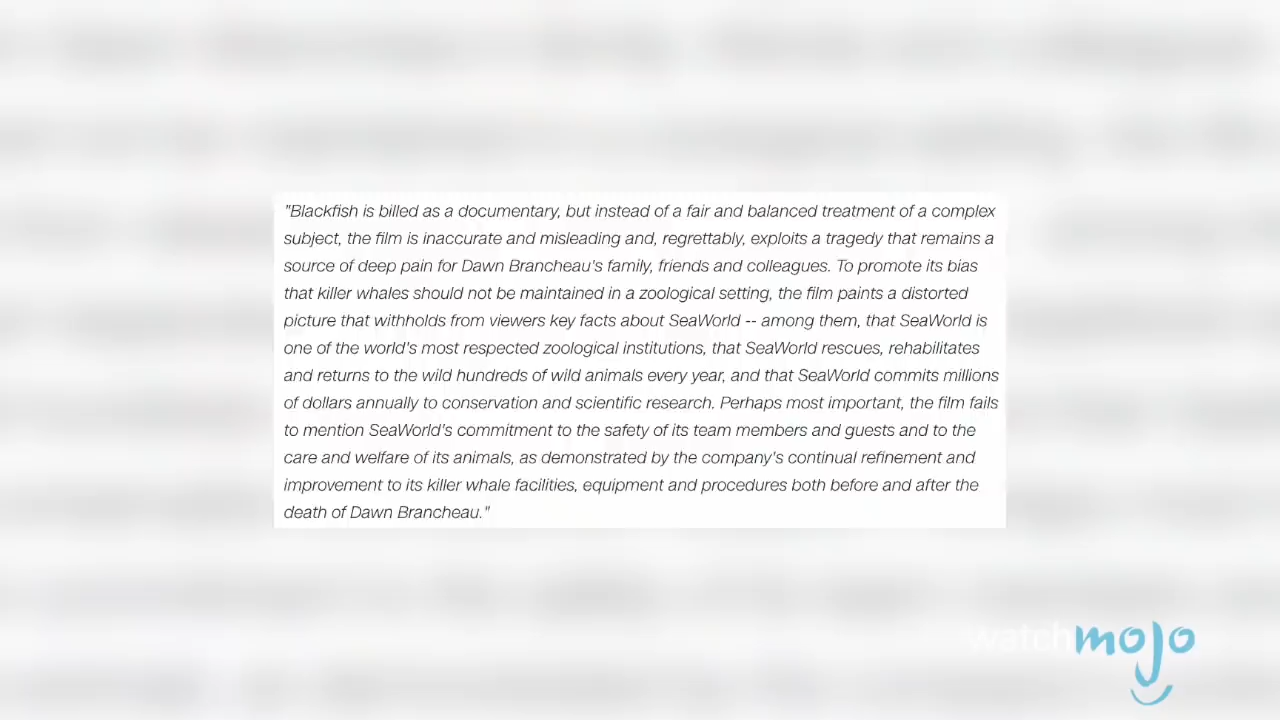 "Blackfish is billed as a documentary, but instead of a fair and balanced treatment of a complex
subject, the film is inaccurate and misleading and, regrettably, exploits a tragedy that remains a
source of deep pain for Dawn Brancheau's family, friends and colleagues. To promote its bias
that killer whales should not be maintained in a zoological setting, the film paints a distorted
picture that withholds from viewers key facts about SeaWorld -- among them, that SeaWorld is
one of the world's most respected zoological institutions, that SeaWorld rescues, rehabilitates
and returns to the wild hundreds of wild animals every year, and that SeaWorld commits millions
of dollars annually to conservation and scientific research. Perhaps most important, the film fails
to mention SeaWorld's commitment to the safety of its team members and guests and to the
care and welfare of its animals, as demonstrated by the company's continual refinement and
improvement to its killer whale facilities, equipment and procedures both before and after the
death of Dawn Brancheau."
watchmojo